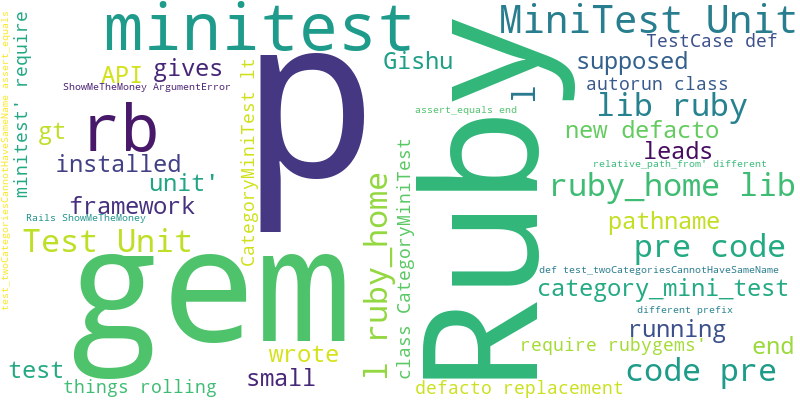 minitest
MiniTest Unit
TestCase def
API
gives
Gishu
supposed
ShowMeTheMoney ArgumentError
autorun class
p
Ruby
l
rb
lib ruby
assert_equals end
gt
new defacto
minitest' require
installed
leads
relative_path_from' different
unit'
CategoryMiniTest lt
ruby_home lib
framework
Rails ShowMeTheMoney
pathname
Test Unit
pre code
gem
l ruby_home
class CategoryMiniTest
def test_twoCategoriesCannotHaveSameName
category_mini_test
different prefix
running
wrote
require rubygems'
end
test
small
code pre
things rolling
defacto replacement
test_twoCategoriesCannotHaveSameName assert_equals